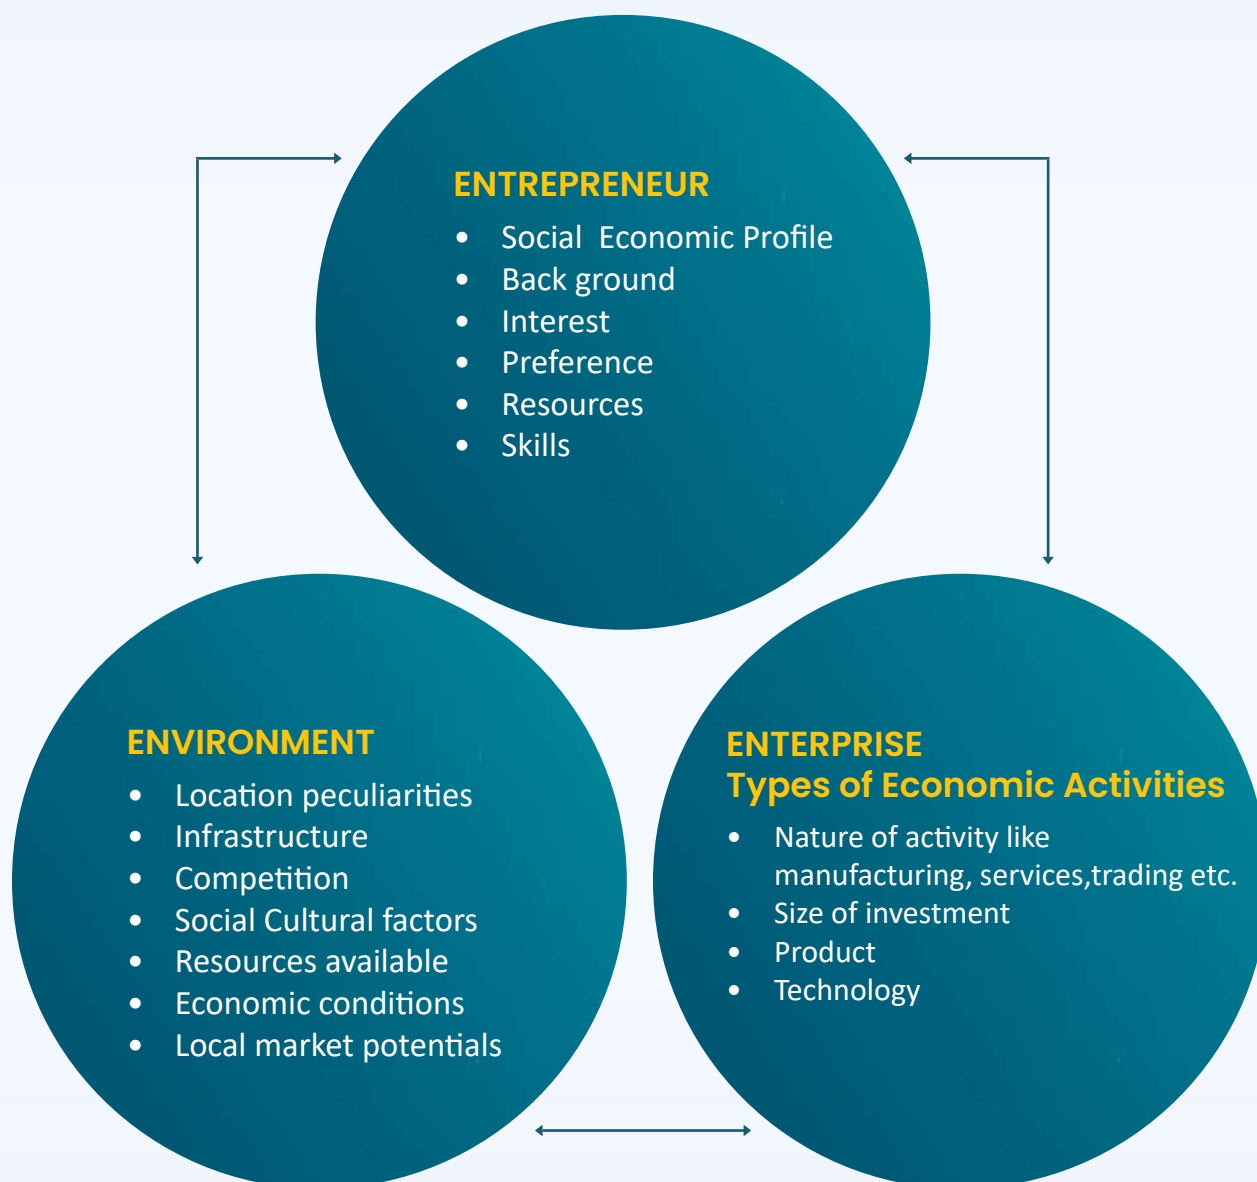 ENTREPRENEUR
• Social  Economic Profile
• Back ground
• Interest
• Preference
• Resources
• Skills
ENVIRONMENT
• Location peculiarities
• Infrastructure
• Competition
• Social Cultural factors
• Resources available
• Economic conditions
• Local market potentials
ENTERPRISE
Types of Economic Activities
• Nature of activity like
manufacturing, services,trading etc.
• Size of investment
• Product
• Technology